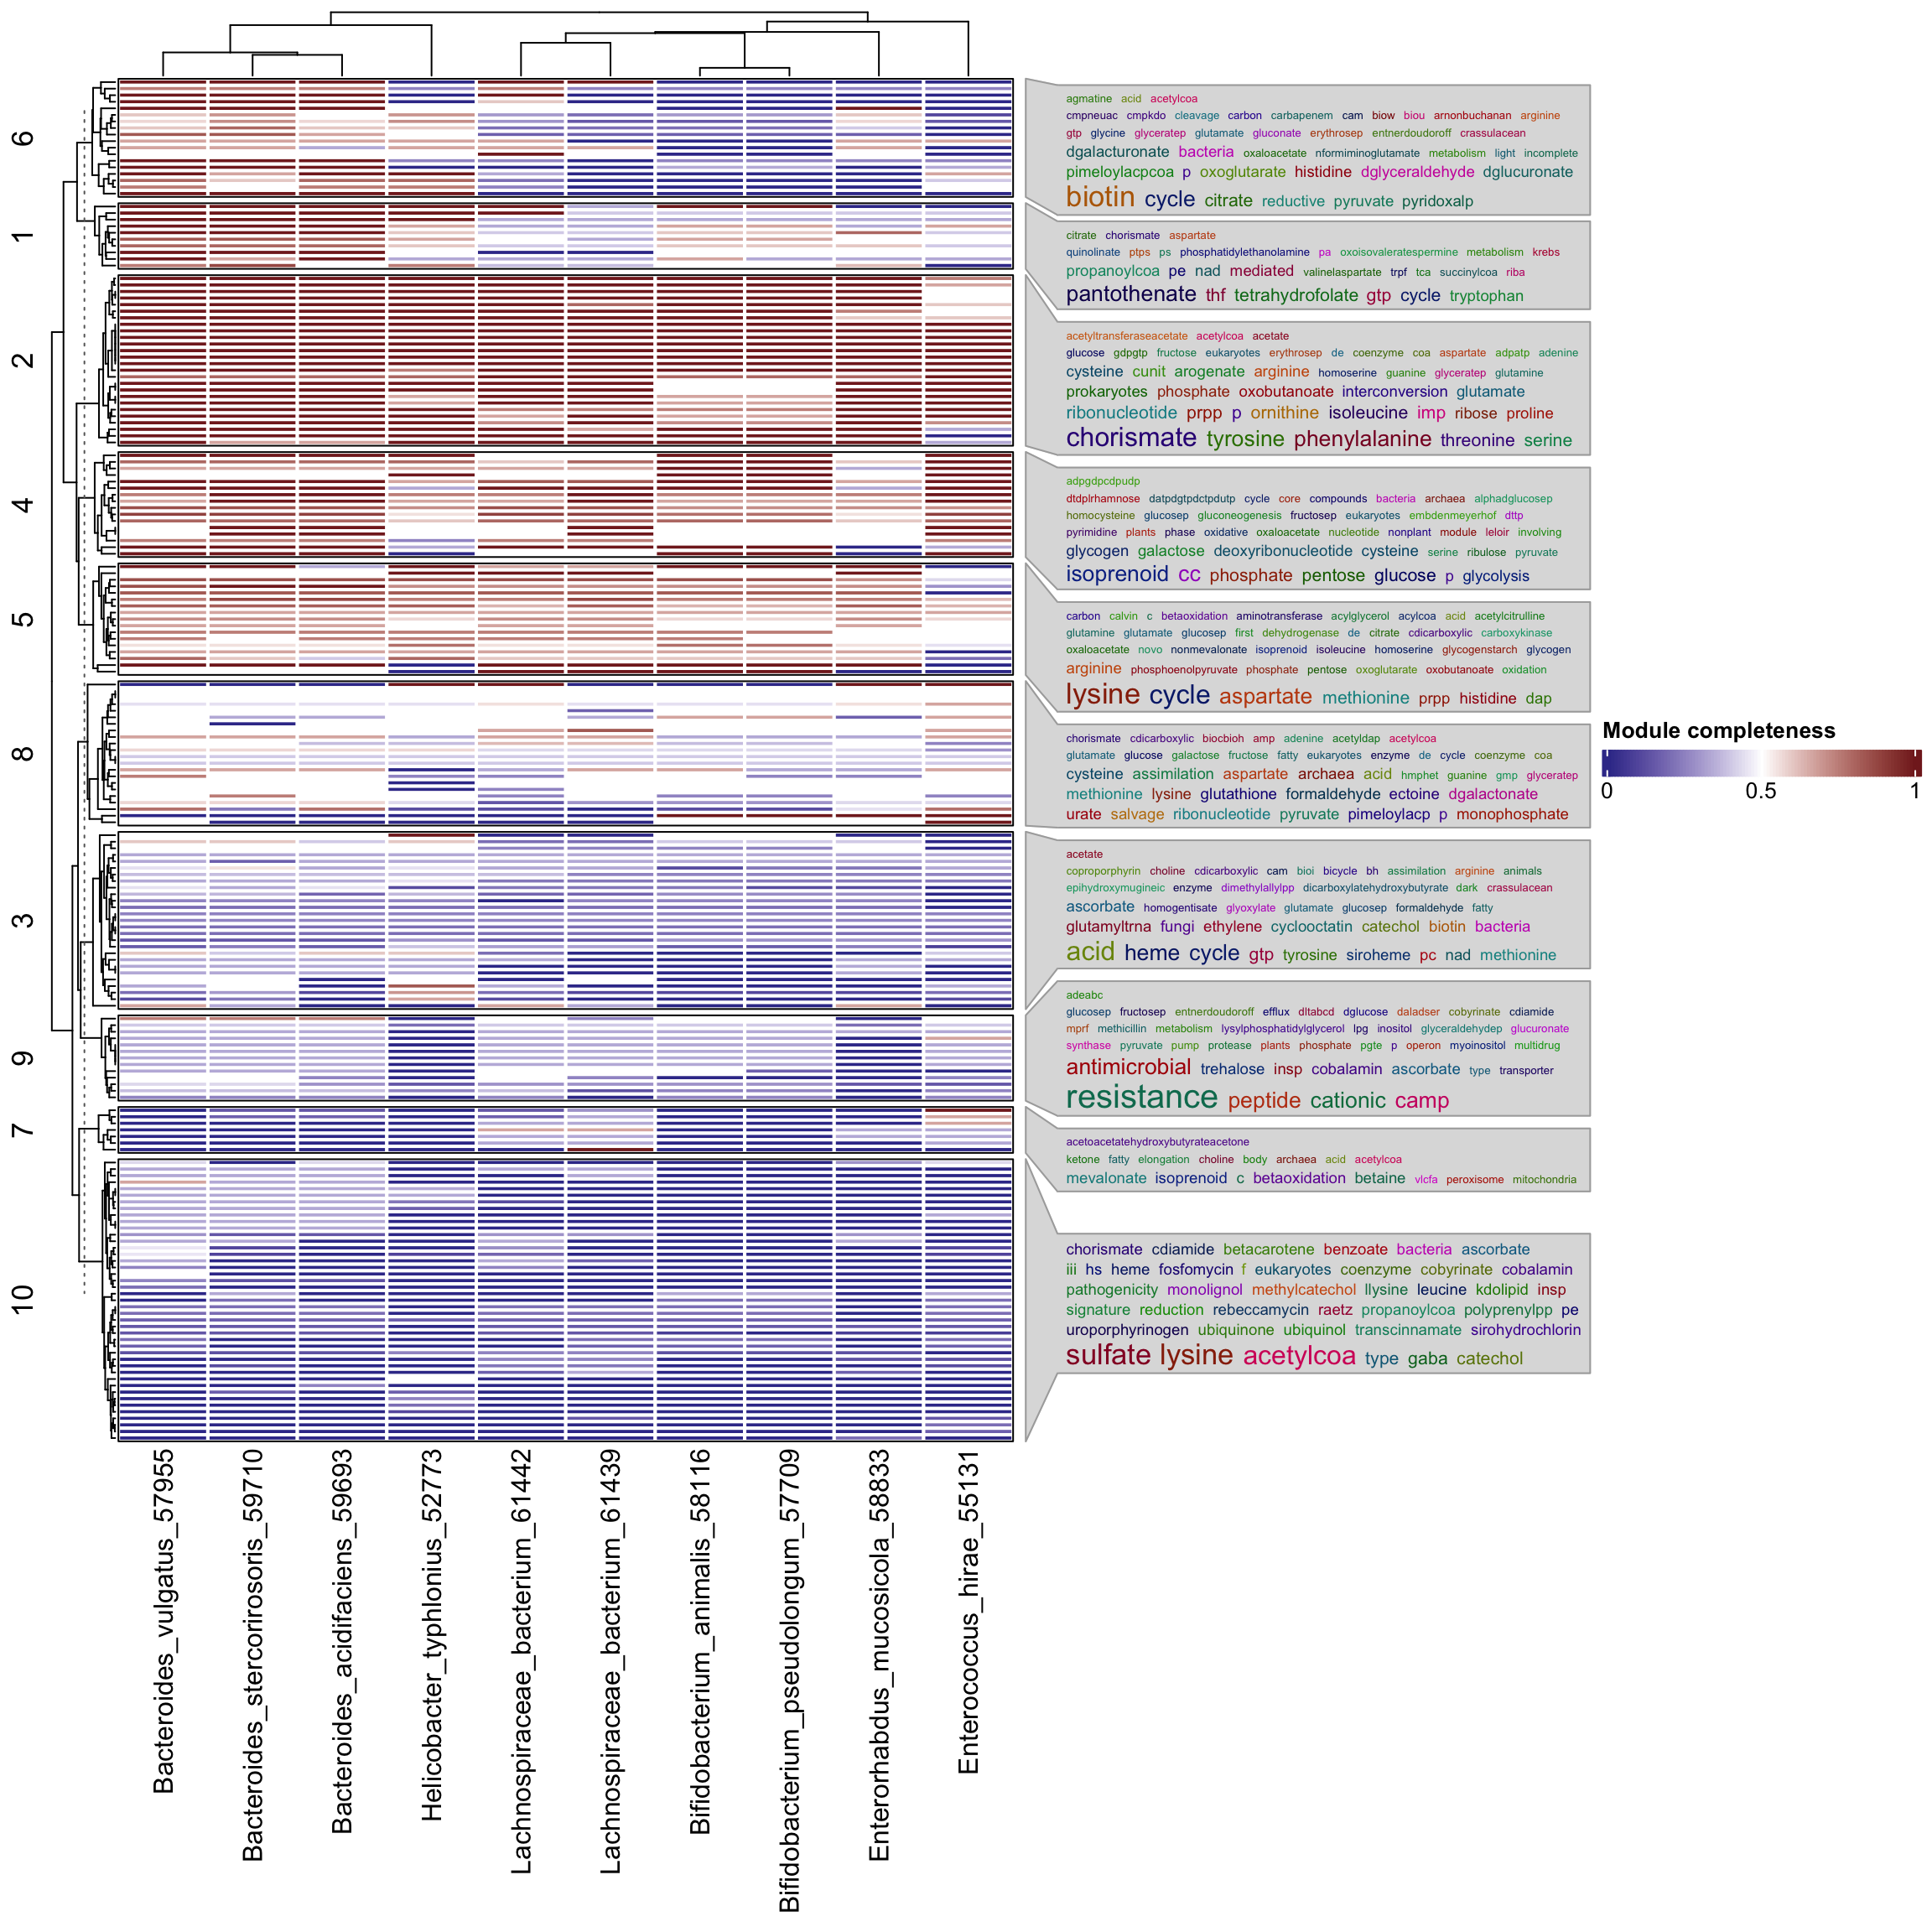 6
agmatine acid acetylcoa
cmpneuac cmpkdo cleavage carbon carbapenem cam biow biou arnonbuchanan arginine
gtp glycine glyceratep glutamate gluconate erythrosep entnerdoudoroff crassulacean
dgalacturonate bacteria oxaloacetate nformiminoglutamate metabolism light incomplete
pimeloylacpcoa p oxoglutarate histidine dglyceraldehyde dglucuronate
biotin cycle citrate reductive pyruvate pyridoxalp
1
citrate chorismate aspartate
quinolinate ptps ps phosphatidylethanolamine pa oxoisovaleratespermine metabolism krebs
propanoylcoa pe nad mediated valinelaspartate trpf tca succinylcoa riba
pantothenate thf tetrahydrofolate gtp cycle tryptophan
2
acetyltransferaseacetate acetylcoa acetate
glucose gdpgtp fructose eukaryotes erythrosep de coenzyme coa aspartate adpatp adenine
cysteine cunit arogenate arginine homoserine guanine glyceratep glutamine
prokaryotes phosphate oxobutanoate interconversion glutamate
ribonucleotide prpp p ornithine isoleucine imp ribose proline
chorismate tyrosine phenylalanine threonine serine
4
adpgdpcdpudp
dtdplrhamnose datpdgtpdctpdutp cycle core compounds bacteria archaea alphadglucosep
homocysteine glucosep gluconeogenesis fructosep eukaryotes embdenmeyerhof dttp
pyrimidine plants phase oxidative oxaloacetate nucleotide nonplant module leloir involving
glycogen galactose deoxyribonucleotide cysteine serine ribulose pyruvate
isoprenoid cc phosphate pentose glucose p glycolysis
5
carbon calvin c betaoxidation aminotransferase acylglycerol acylcoa acid acetylcitrulline
glutamine glutamate glucosep first dehydrogenase de citrate cdicarboxylic carboxykinase
oxaloacetate novo nonmevalonate isoprenoid isoleucine homoserine glycogenstarch glycogen
arginine phosphoenolpyruvate phosphate pentose oxoglutarate oxobutanoate oxidation
lysine cycle aspartate methionine prpp histidine dap
8
chorismate cdicarboxylic biocbioh amp adenine acetyldap acetylcoa
glutamate glucose galactose fructose fatty eukaryotes enzyme de cycle coenzyme coa
cysteine assimilation aspartate archaea acid hmphet guanine gmp glyceratep
methionine lysine glutathione formaldehyde ectoine dgalactonate
urate salvage ribonucleotide pyruvate pimeloylacp p monophosphate
3
acetate
coproporphyrin choline cdicarboxylic cam bioi bicycle bh assimilation arginine animals
epihydroxymugineic enzyme dimethylallylpp dicarboxylatehydroxybutyrate dark crassulacean
ascorbate homogentisate glyoxylate glutamate glucosep formaldehyde fatty
glutamyltrna fungi ethylene cyclooctatin catechol biotin bacteria
acid heme cycle gtp tyrosine siroheme pc nad methionine
9
adeabc
glucosep fructosep entnerdoudoroff efflux dltabcd dglucose daladser cobyrinate cdiamide
mprf methicillin metabolism lysylphosphatidylglycerol lpg inositol glyceraldehydep glucuronate
synthase pyruvate pump protease plants phosphate pgte p operon myoinositol multidrug
antimicrobial trehalose insp cobalamin ascorbate type transporter
resistance peptide cationic camp
7
acetoacetatehydroxybutyrateacetone
ketone fatty elongation choline body archaea acid acetylcoa
mevalonate isoprenoid c betaoxidation betaine vlcfa peroxisome mitochondria
10
chorismate cdiamide betacarotene benzoate bacteria ascorbate
iii hs heme fosfomycin f eukaryotes coenzyme cobyrinate cobalamin
pathogenicity monolignol methylcatechol llysine leucine kdolipid insp
signature reduction rebeccamycin raetz propanoylcoa polyprenylpp pe
uroporphyrinogen ubiquinone ubiquinol transcinnamate sirohydrochlorin
sulfate lysine acetylcoa type gaba catechol
Module completeness
0 0.5 1
Bacteroides_vulgatus_57955
Bacteroides_stercorirosoris_59710
Bacteroides_acidifaciens_59693
Helicobacter_typhlonius_52773
Lachnospiraceae_bacterium_61442
Lachnospiraceae_bacterium_61439
Bifidobacterium_animalis_58116
Bifidobacterium_pseudolongum_57709
Enterorhabdus_mucosicola_58833
Enterococcus_hirae_55131